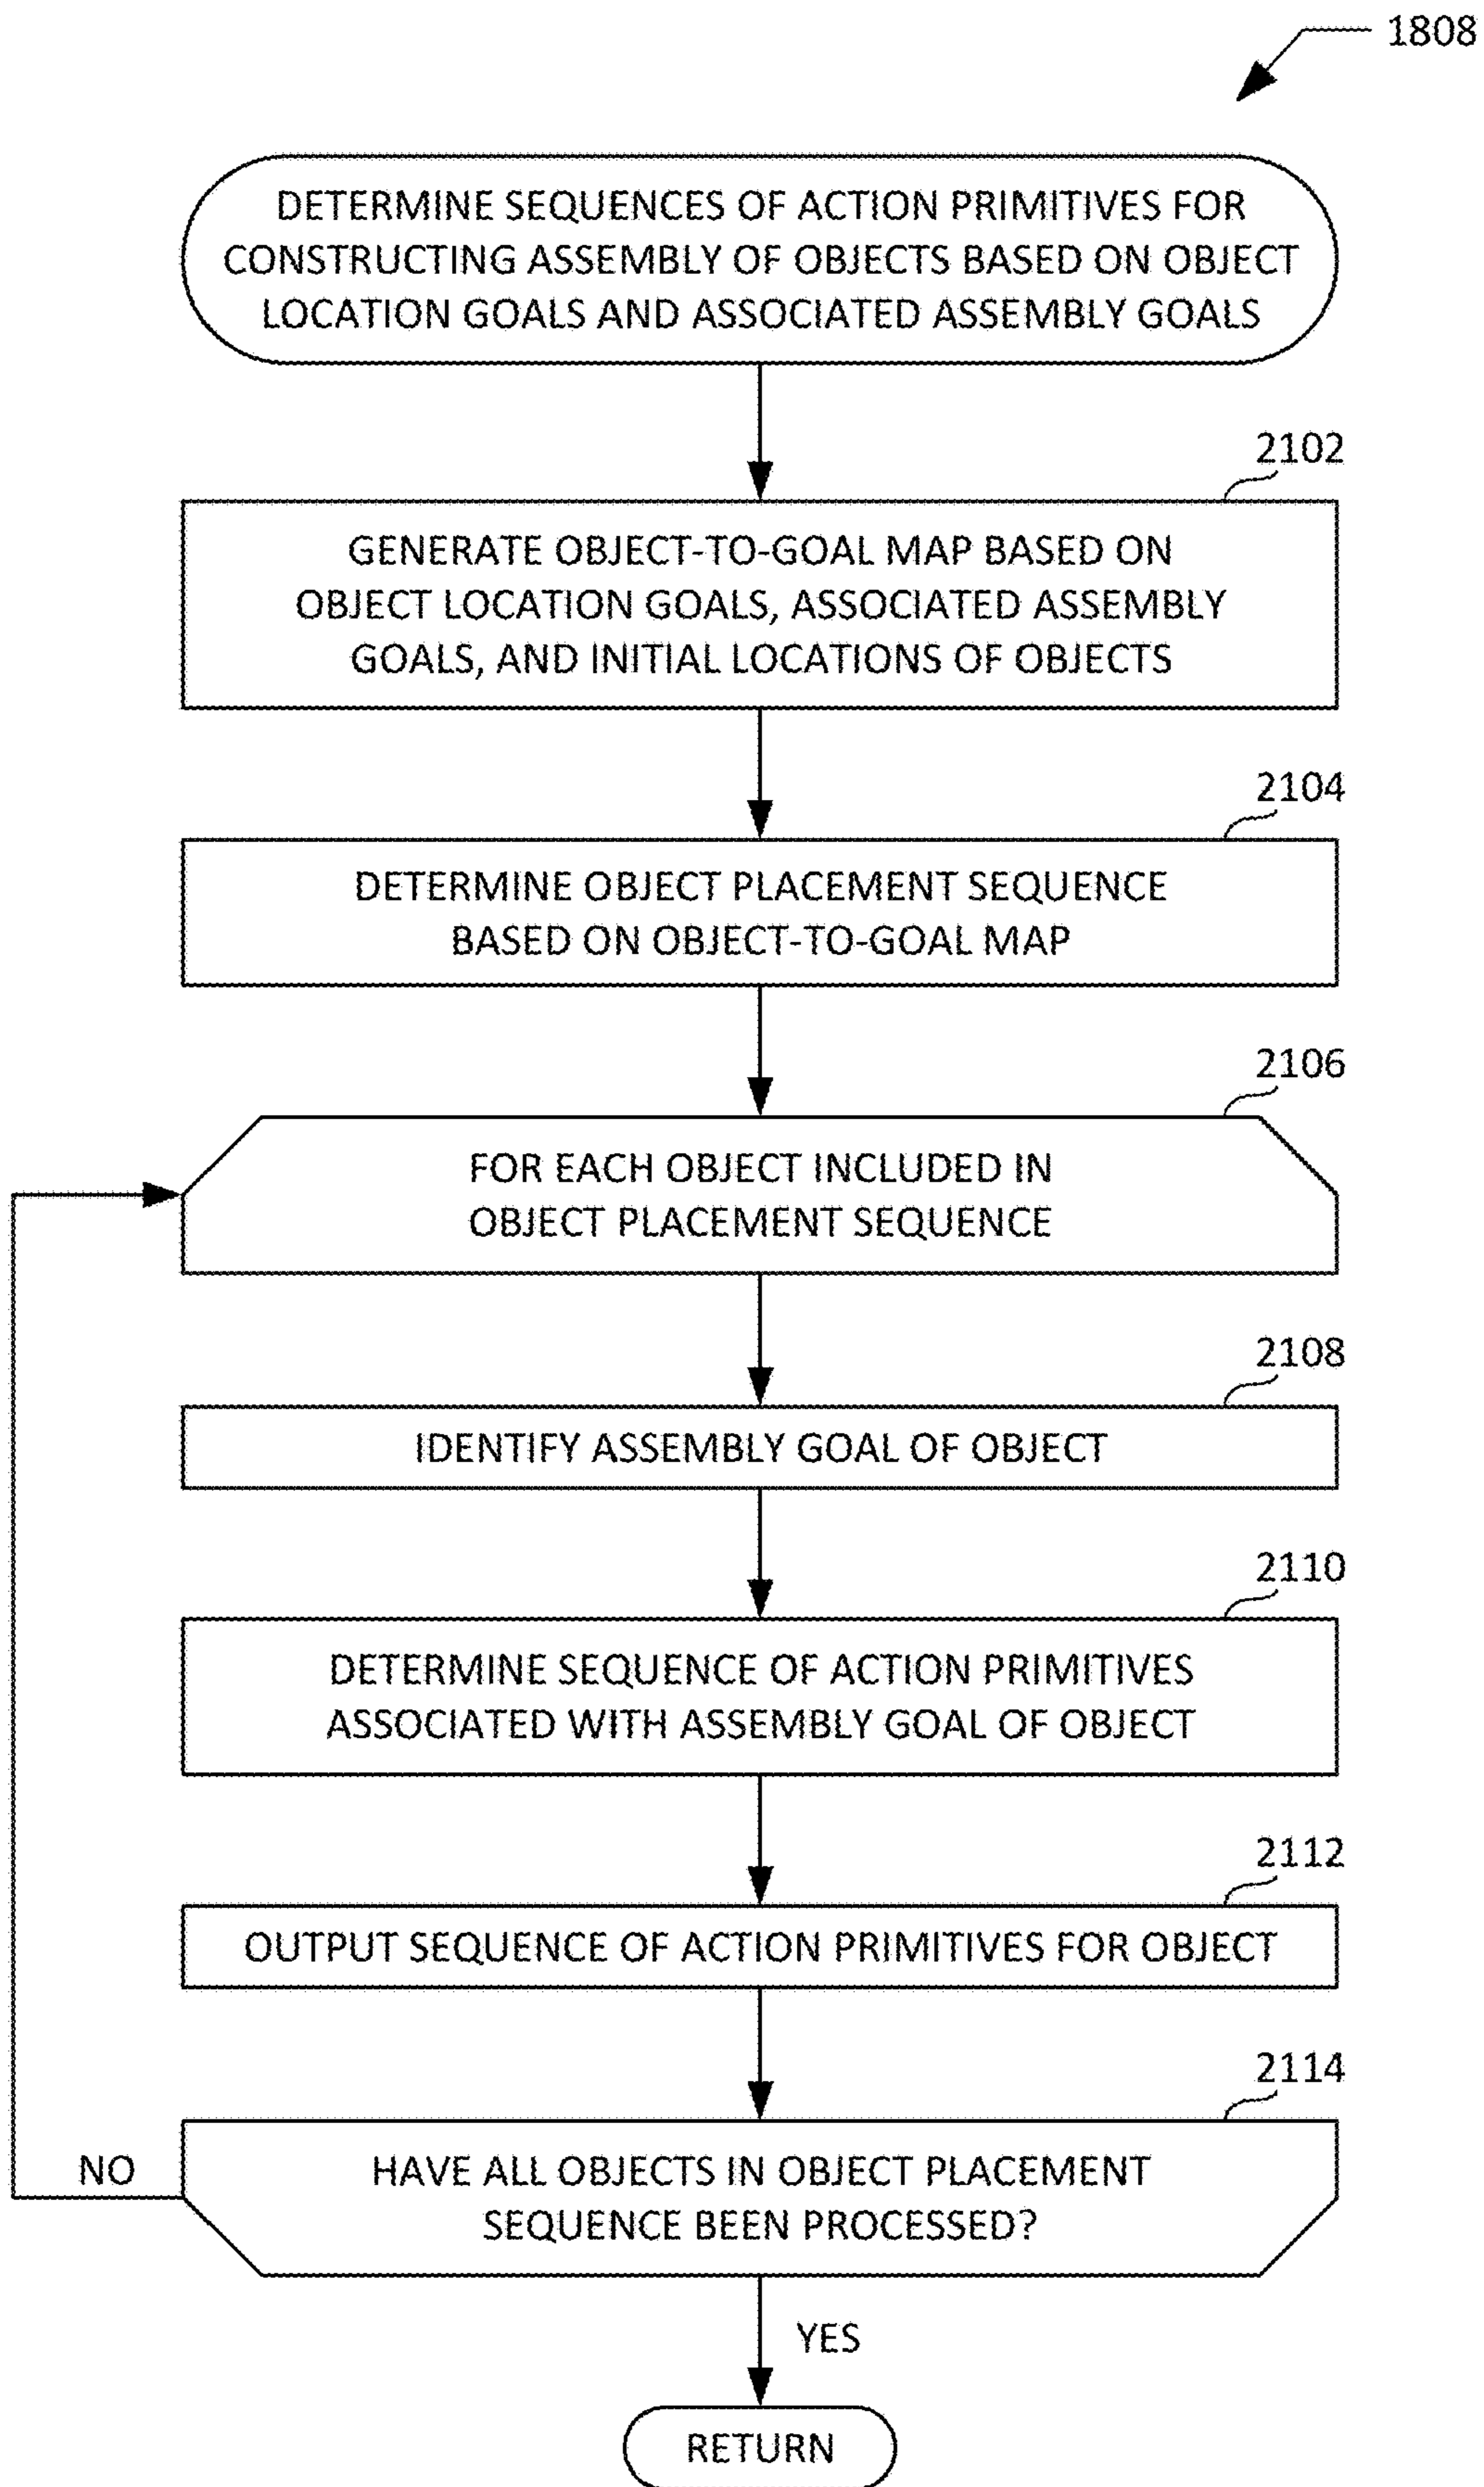 1808
DETERMINE SEQUENCES OF ACTION PRIMITIVES FOR
CONSTRUCTING ASSEMBLY OF OBJECTS BASED ON OBJECT
LOCATION GOALS AND ASSOCIATED ASSEMBLY GOALS
2102
GENERATE OBJECT-TO-GOAL MAP BASED ON
OBJECT LOCATION GOALS, ASSOCIATED ASSEMBLY
GOALS, AND INITIAL LOCATIONS OF OBJECTS
2104
DETERMINE OBJECT PLACEMENT SEQUENCE
BASED ON OBJECT-TO-GOAL MAP
2106
FOR EACH OBJECT INCLUDED IN
OBJECT PLACEMENT SEQUENCE
2108
IDENTIFY ASSEMBLY GOAL OF OBJECT
2110
DETERMINE SEQUENCE OF ACTION PRIMITIVES
ASSOCIATED WITH ASSEMBLY GOAL OF OBJECT
2112
OUTPUT SEQUENCE OF ACTION PRIMITIVES FOR OBJECT
2114
NO
HAVE ALL OBJECTS IN OBJECT PLACEMENT
SEQUENCE BEEN PROCESSED?
YES
RETURN